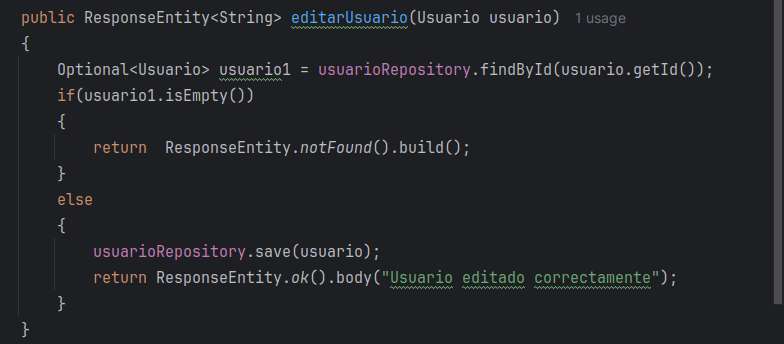 public ResponseEntity<String> editarUsuario(Usuario usuario) 1 usage
{
    Optional<Usuario> usuario1 = usuarioRepository.findById(usuario.getId());
    if(usuario1.isEmpty())
    {
        return  ResponseEntity.notFound().build();
    }
    else
    {
        usuarioRepository.save(usuario);
        return ResponseEntity.ok().body("Usuario editado correctamente");
    }
}